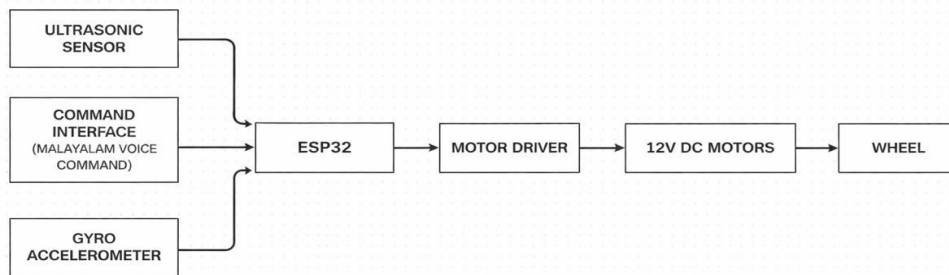 ULTRASONIC
SENSOR
COMMAND
INTERFACE
(MALAYALAM VOICE
COMMAND)
GYRO
ACCELEROMETER
ESP32
MOTOR DRIVER
12V DC MOTORS
WHEEL